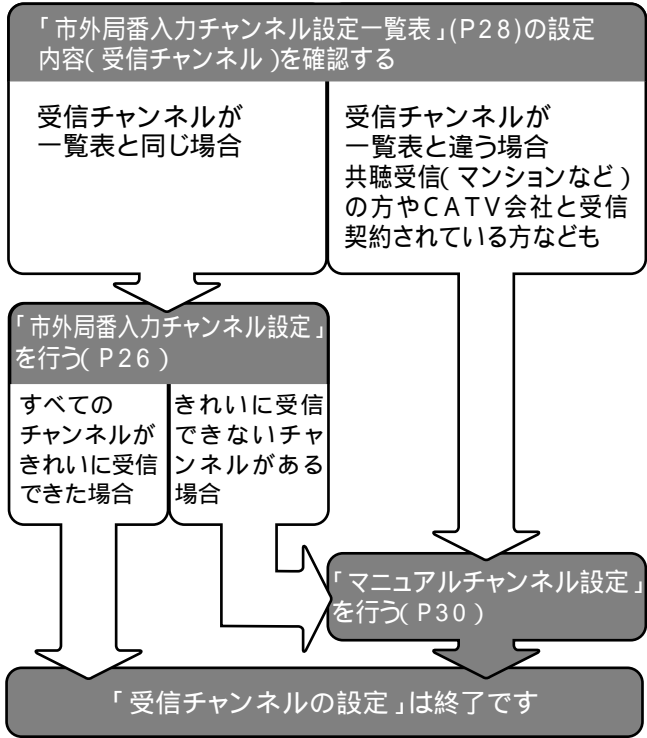 「市外局番入力チャンネル設定一覧表」(P28)の設定
内容(受信チャンネル)を確認する
受信チャンネルが
一覧表と同じ場合
受信チャンネルが
一覧表と違う場合
共聴受信(マンションなど)
の方やCATV会社と受信
契約されている方なども
「市外局番入力チャンネル設定」
を行う(P26)
すべての
チャンネルが
きれいに受信
できた場合
きれいに受信
できないチャ
ンネルがある
場合
「マニュアルチャンネル設定」
を行う(P30)
「受信チャンネルの設定」は終了です